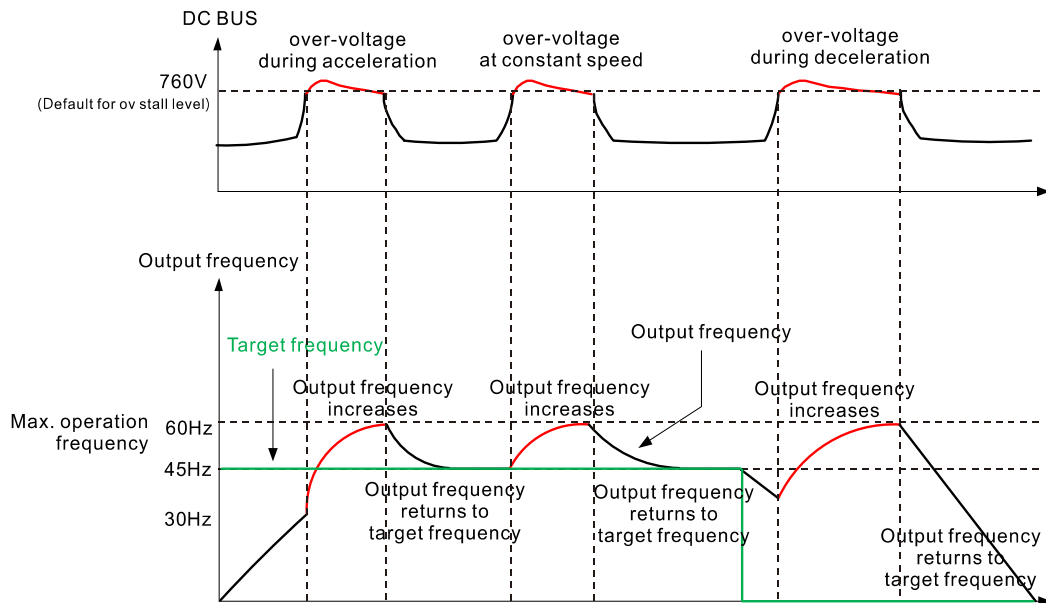 DC BUS
over-voltage
during acceleration
over-voltage
at constant speed
over-voltage
during deceleration
760V
(Default for ov stall level)
Output frequency
Target frequency
Output frequency
Output frequency
increases
Output frequency
increases
Output frequency
increases
Max. operation
frequency
60Hz
45Hz
30Hz
Output frequency
returns to
target frequency
Output frequency
returns to
target frequency
Output frequency
returns to
target frequency